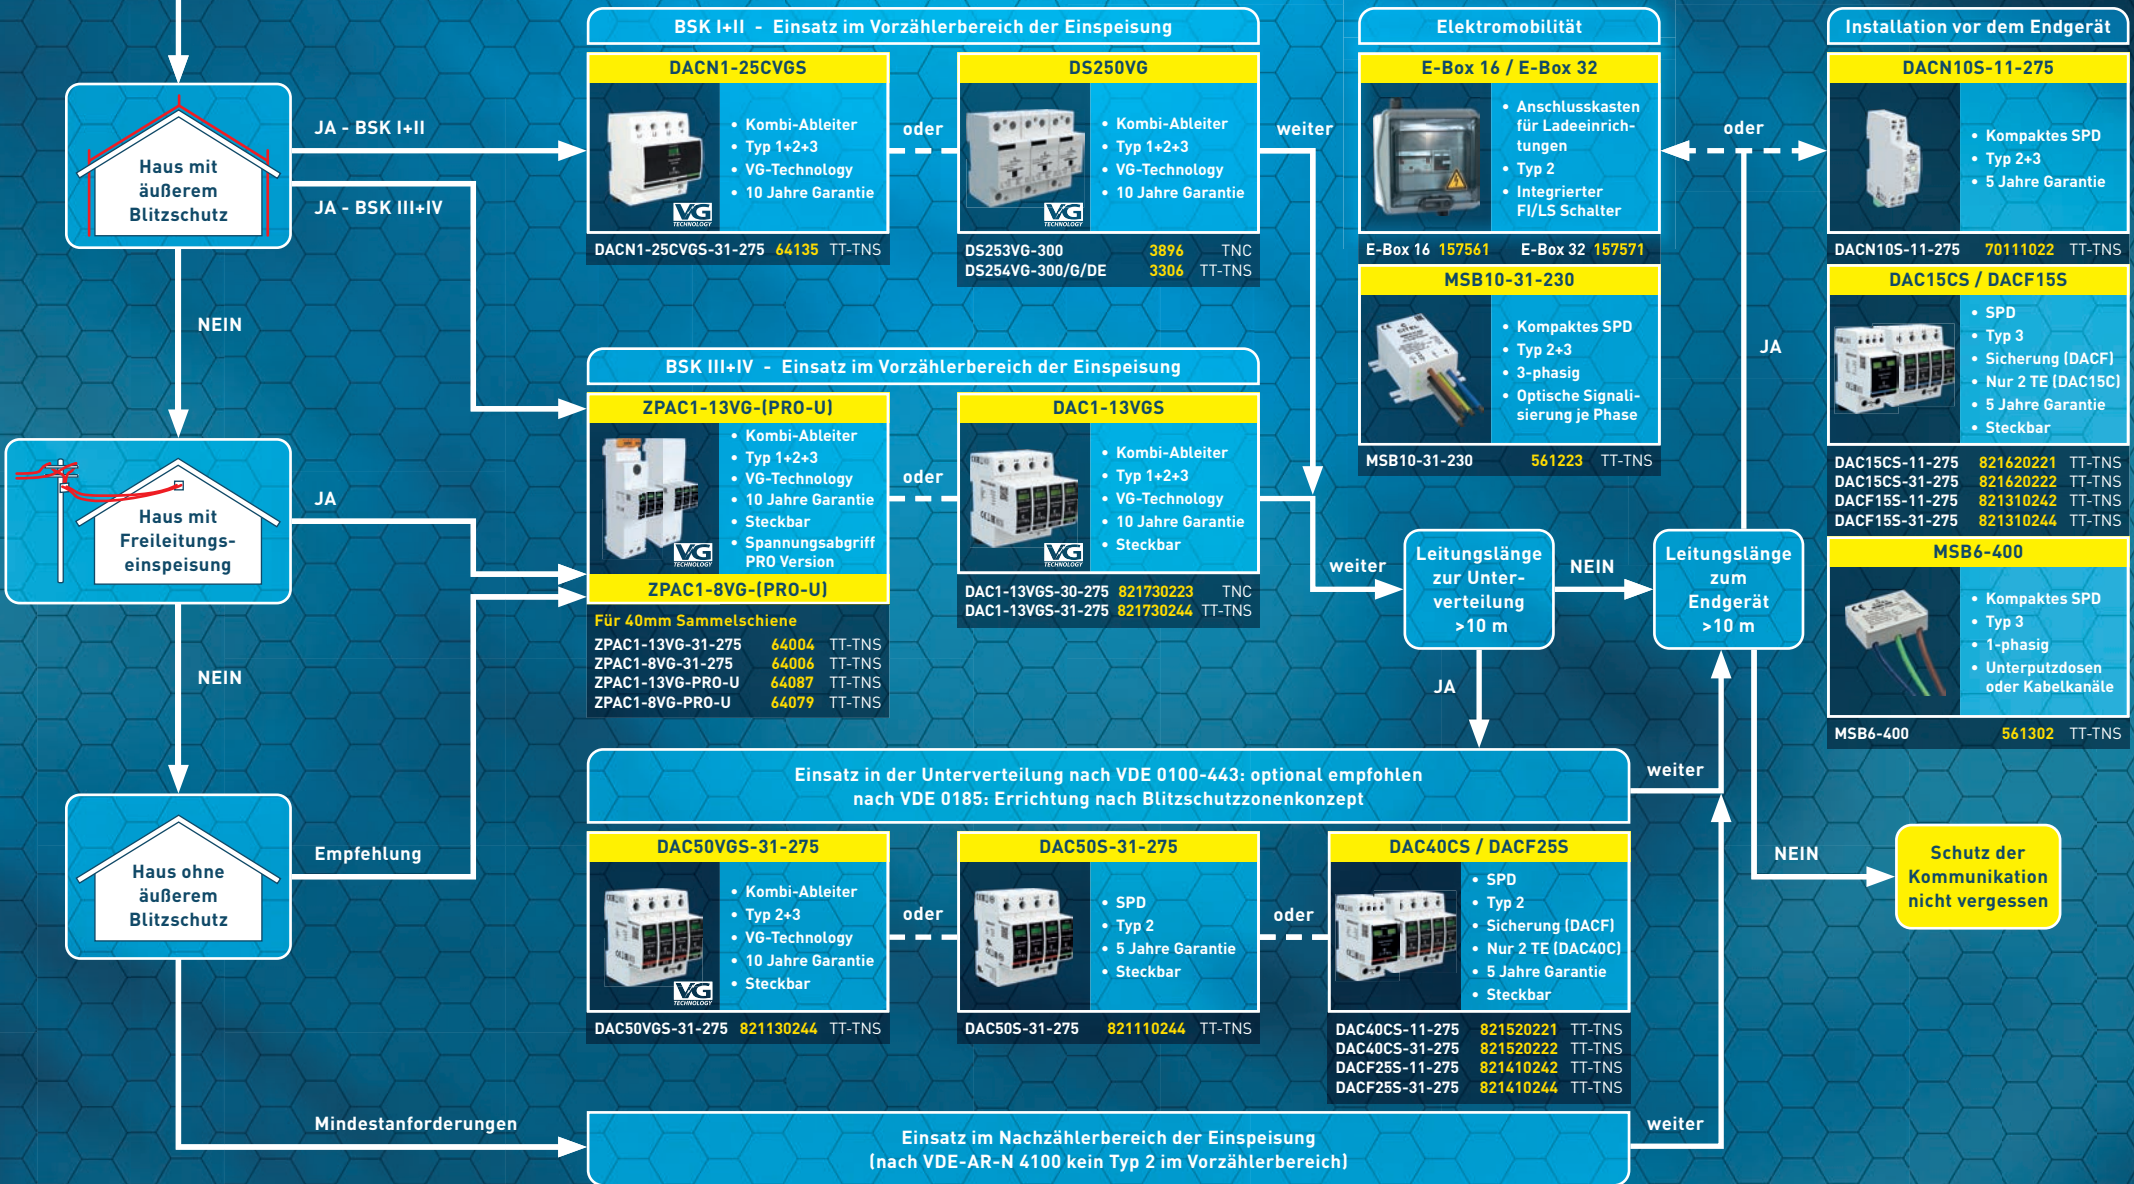 BSK I+II - Einsatz im Vorzählerbereich der Einspeisung
Elektromobilität
Installation vor dem Endgerät
Haus mit
äußerem
Blitzschutz
JA - BSK I+II
JA - BSK III+IV
NEIN
DACN1-25CVGS
• Kombi-Ableiter
• Typ 1+2+3
• VG-Technology
• 10 Jahre Garantie
VG
TECHNOLOGY
DACN1-25CVGS-31-275 64135 TT-TNS
oder
DS250VG
• Kombi-Ableiter
• Typ 1+2+3
• VG-Technology
• 10 Jahre Garantie
VG
TECHNOLOGY
DS253VG-300 3896 TNC
DS254VG-300/G/DE 3306 TT-TNS
weiter
E-Box 16 / E-Box 32
• Anschlusskasten
für Ladeeinrich-
tungen
• Typ 2
• Integrierter
FI/LS Schalter
E-Box 16 157561 E-Box 32 157571
MSB10-31-230
• Kompaktes SPD
• Typ 2+3
• 3-phasig
• Optische Signali-
sierung je Phase
MSB10-31-230 561223 TT-TNS
oder
JA
DACN10S-11-275
• Kompaktes SPD
• Typ 2+3
• 5 Jahre Garantie
DACN10S-11-275 70111022 TT-TNS
DAC15CS / DACF15S
• SPD
• Typ 3
• Sicherung (DACF)
• Nur 2 TE (DAC15C)
• 5 Jahre Garantie
• Steckbar
DAC15CS-11-275 821620221 TT-TNS
DAC15CS-31-275 821620222 TT-TNS
DACF15S-11-275 821310242 TT-TNS
DACF15S-31-275 821310244 TT-TNS
MSB6-400
• Kompaktes SPD
• Typ 3
• 1-phasig
• Unterputzdosen
oder Kabelkanäle
MSB6-400 561302 TT-TNS
BSK III+IV - Einsatz im Vorzählerbereich der Einspeisung
Haus mit
Freileitungs-
einspeisung
JA
NEIN
ZPAC1-13VG-(PRO-U)
• Kombi-Ableiter
• Typ 1+2+3
• VG-Technology
• 10 Jahre Garantie
• Steckbar
• Spannungsabgriff
PRO Version
VG
TECHNOLOGY
ZPAC1-8VG-(PRO-U)
Für 40mm Sammelschiene
ZPAC1-13VG-31-275 64004 TT-TNS
ZPAC1-8VG-31-275 64006 TT-TNS
ZPAC1-13VG-PRO-U 64087 TT-TNS
ZPAC1-8VG-PRO-U 64079 TT-TNS
oder
DAC1-13VGS
• Kombi-Ableiter
• Typ 1+2+3
• VG-Technology
• 10 Jahre Garantie
• Steckbar
VG
TECHNOLOGY
DAC1-13VGS-30-275 821730223 TNC
DAC1-13VGS-31-275 821730244 TT-TNS
weiter
Leitungslänge
zur Unter-
verteilung
>10 m
NEIN
JA
Leitungslänge
zum
Endgerät
>10 m
Einsatz in der Unterverteilung nach VDE 0100-443: optional empfohlen
nach VDE 0185: Errichtung nach Blitzschutzzonenkonzept
weiter
Haus ohne
äußerem
Blitzschutz
Empfehlung
DAC50VGS-31-275
• Kombi-Ableiter
• Typ 2+3
• VG-Technology
• 10 Jahre Garantie
• Steckbar
VG
TECHNOLOGY
DAC50VGS-31-275 821130244 TT-TNS
oder
DAC50S-31-275
• SPD
• Typ 2
• 5 Jahre Garantie
• Steckbar
DAC50S-31-275 821110244 TT-TNS
oder
DAC40CS / DACF25S
• SPD
• Typ 2
• Sicherung (DACF)
• Nur 2 TE (DAC40C)
• 5 Jahre Garantie
• Steckbar
DAC40CS-11-275 821520221 TT-TNS
DAC40CS-31-275 821520222 TT-TNS
DACF25S-11-275 821410242 TT-TNS
DACF25S-31-275 821410244 TT-TNS
NEIN
Schutz der
Kommunikation
nicht vergessen
Mindestanforderungen
Einsatz im Nachzählerbereich der Einspeisung
(nach VDE-AR-N 4100 kein Typ 2 im Vorzählerbereich)
weiter